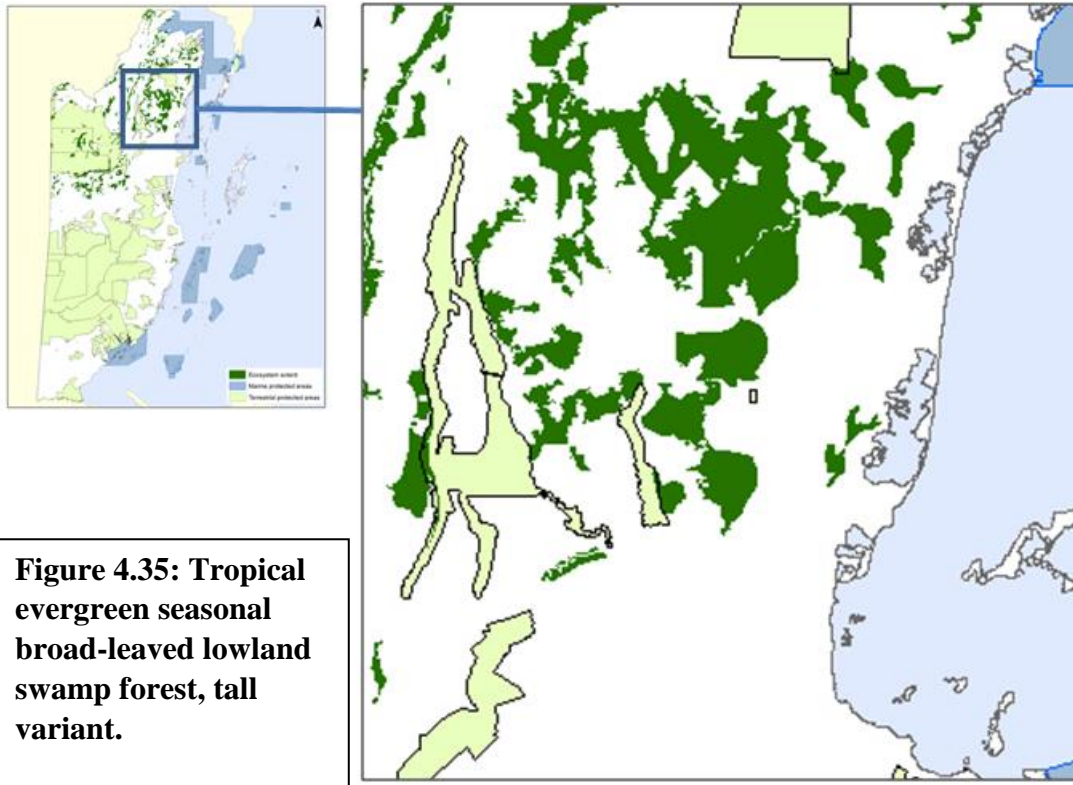 Ecosystem extent
Marine protected areas
Terrestrial protected areas
Figure 4.35: Tropical
evergreen seasonal
broad-leaved lowland
swamp forest, tall
variant.